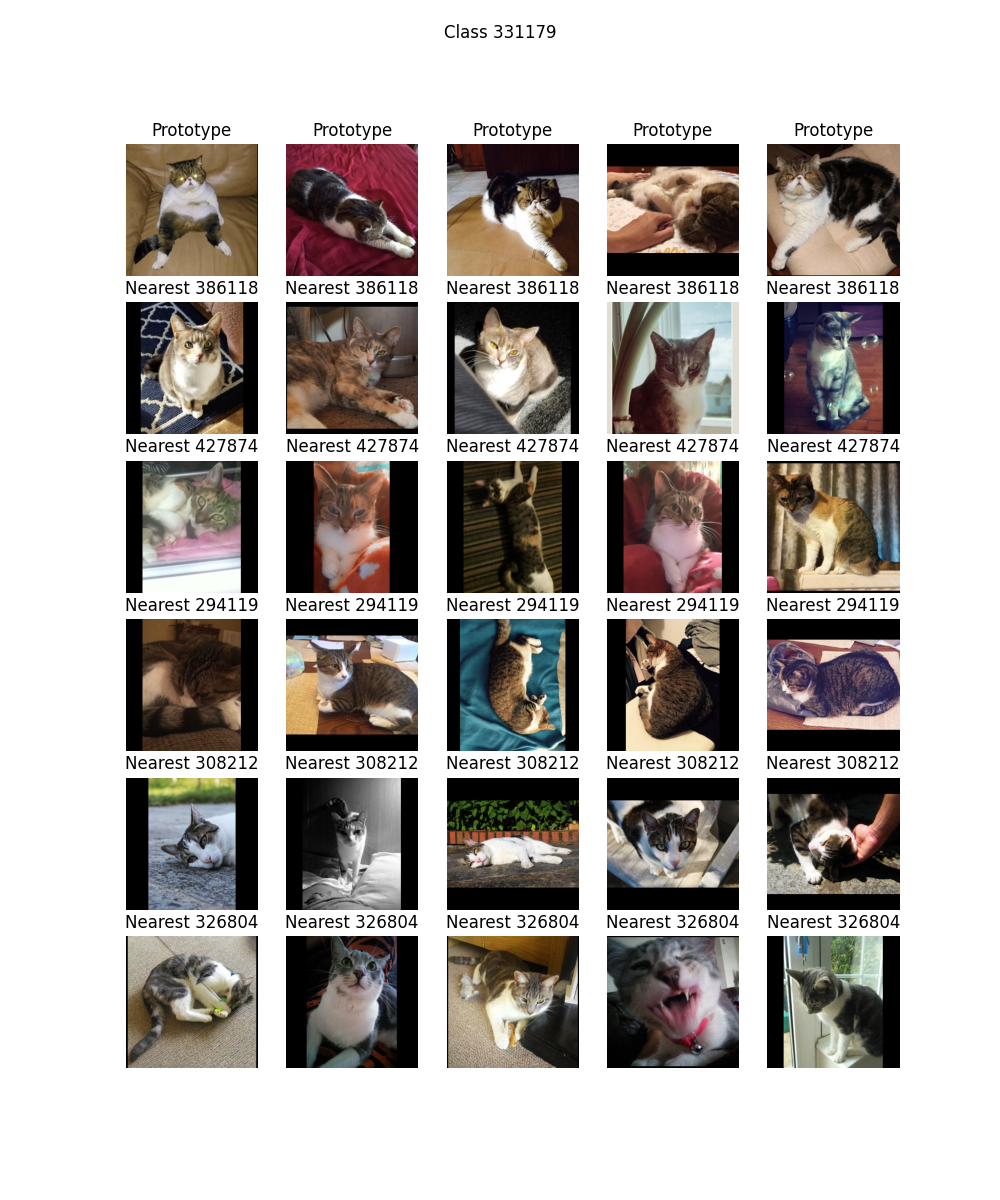 Class 331179
Prototype Prototype Prototype Prototype Prototype
Nearest 386118 Nearest 386118 Nearest 386118 Nearest 386118 Nearest 386118
Nearest 427874 Nearest 427874 Nearest 427874 Nearest 427874 Nearest 427874
Nearest 294119 Nearest 294119 Nearest 294119 Nearest 294119 Nearest 294119
Nearest 308212 Nearest 308212 Nearest 308212 Nearest 308212 Nearest 308212
Nearest 326804 Nearest 326804 Nearest 326804 Nearest 326804 Nearest 326804